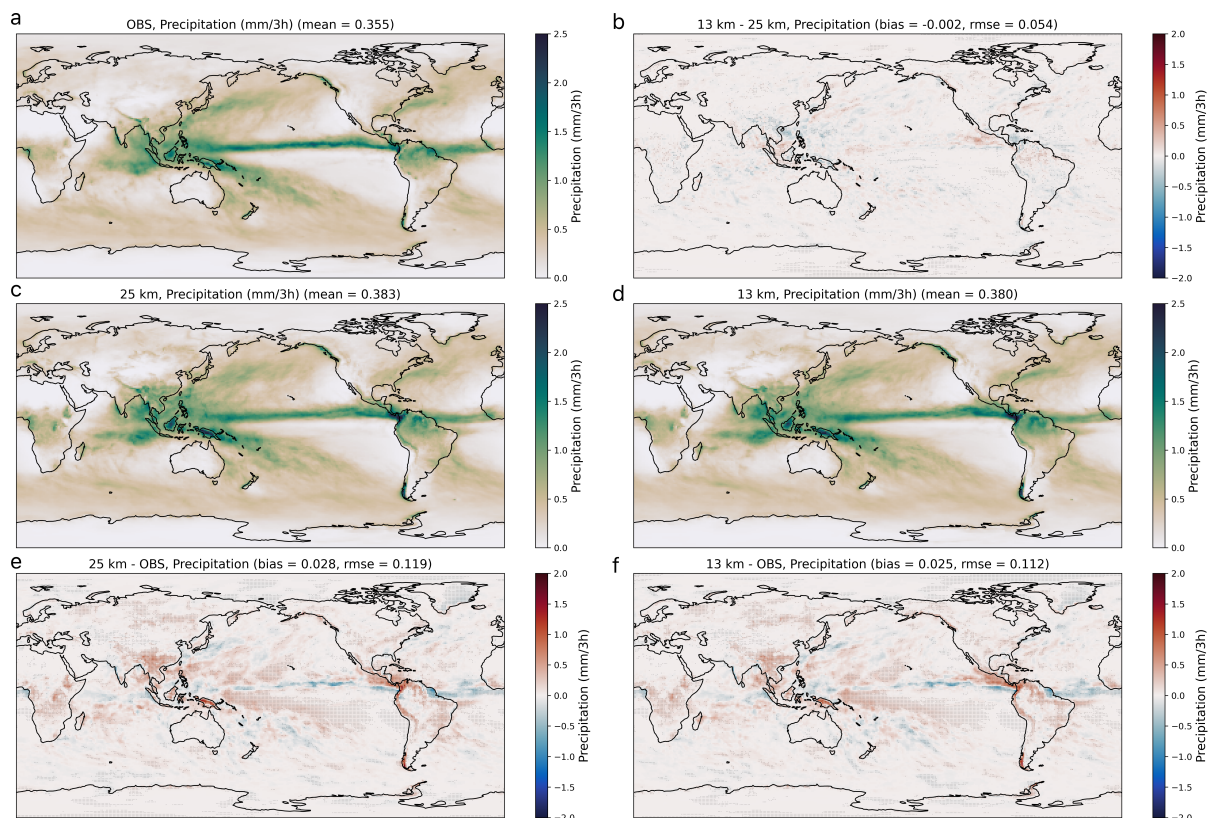 a
OBS, Precipitation (mm/3h) (mean = 0.355)
2.5
2.0
1.5
1.0
0.5
0.0
Precipitation (mm/3h)
b
13 km - 25 km, Precipitation (bias = -0.002, rmse = 0.054)
2.0
1.5
1.0
0.5
0.0
−0.5
−1.0
−1.5
−2.0
Precipitation (mm/3h)
c
25 km, Precipitation (mm/3h) (mean = 0.383)
2.5
2.0
1.5
1.0
0.5
0.0
Precipitation (mm/3h)
d
13 km, Precipitation (mm/3h) (mean = 0.380)
2.5
2.0
1.5
1.0
0.5
0.0
Precipitation (mm/3h)
e
25 km - OBS, Precipitation (bias = 0.028, rmse = 0.119)
2.0
1.5
1.0
0.5
0.0
−0.5
−1.0
−1.5
−2.0
Precipitation (mm/3h)
f
13 km - OBS, Precipitation (bias = 0.025, rmse = 0.112)
2.0
1.5
1.0
0.5
0.0
−0.5
−1.0
−1.5
−2.0
Precipitation (mm/3h)